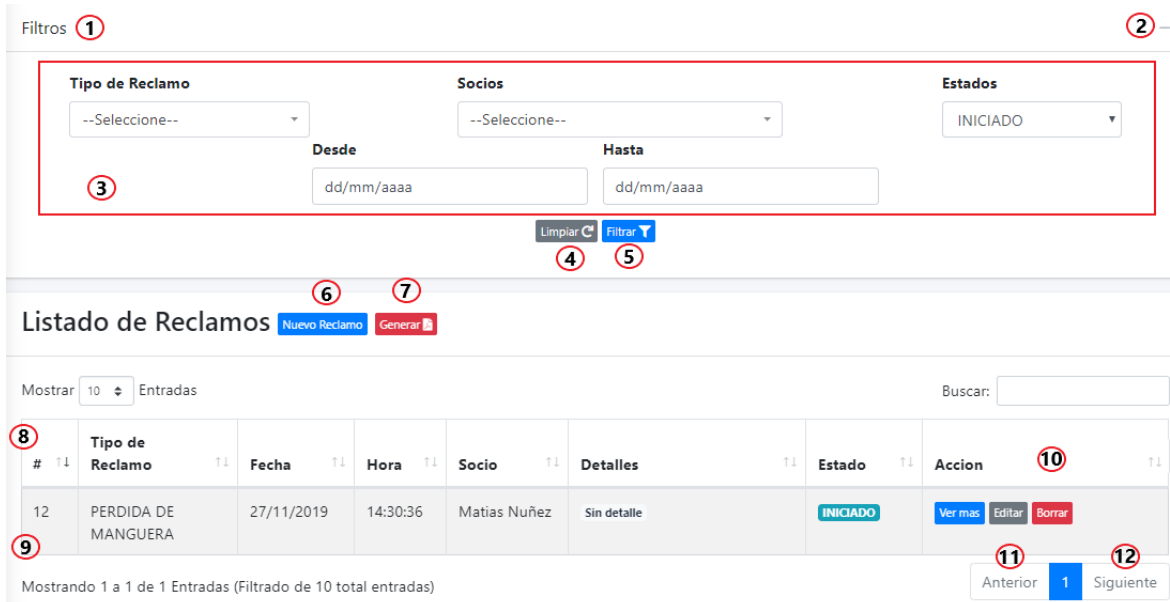 Filtros 1
2
Tipo de Reclamo Socios Estados
--Seleccione-- --Seleccione-- INICIADO
Desde Hasta
3 dd/mm/aaaa dd/mm/aaaa
Limpiar Filtrar
4 5
6 7
Listado de Reclamos Nuevo Reclamo Generar
Mostrar 10 Entradas Buscar:
8
# Tipo de Reclamo Fecha Hora Socio Detalles Estado Accion 10
12 PERDIDA DE 27/11/2019 14:30:36 Matias Nuñez Sin detalle INICIADO Ver mas Editar Borrar
MANGUERA
9 11 12
Mostrando 1 a 1 de 1 Entradas (Filtrado de 10 total entradas) Anterior 1 Siguiente